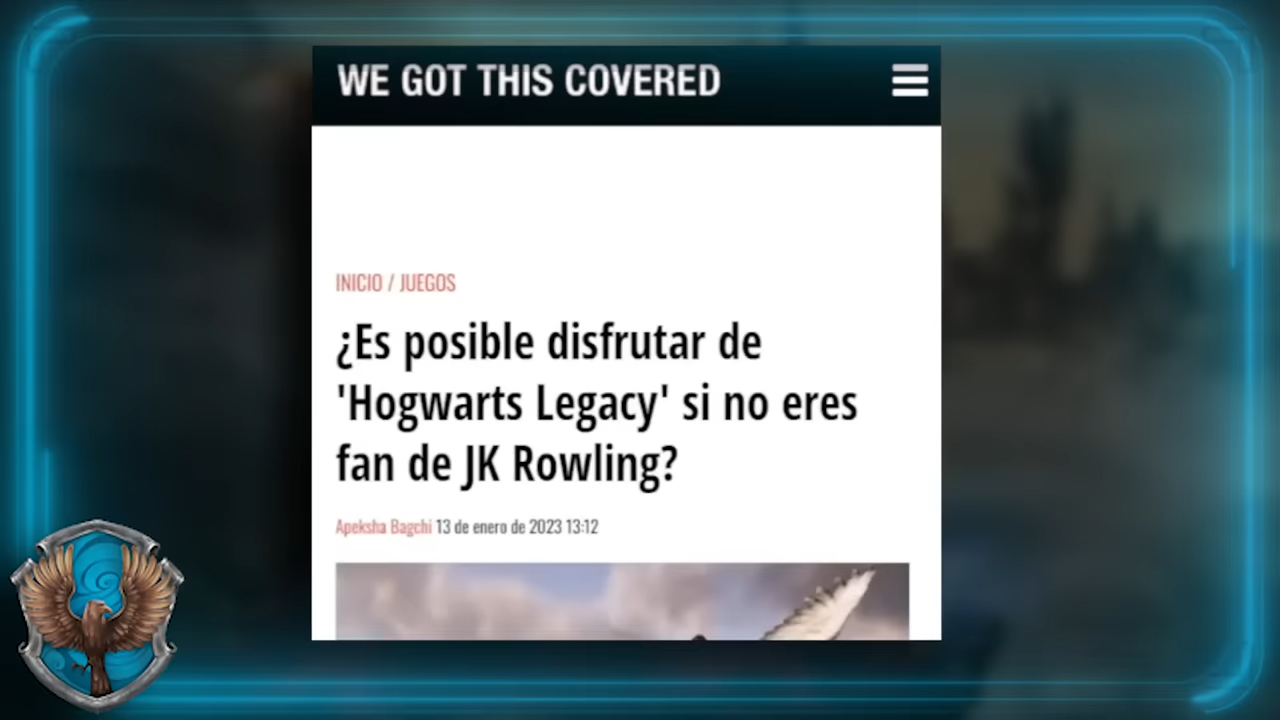 WE GOT THIS COVERED
INICIO / JUEGOS
¿Es posible disfrutar de
'Hogwarts Legacy' si no eres
fan de JK Rowling?
Apeksha Bagchi 13 de enero de 2023 13:12